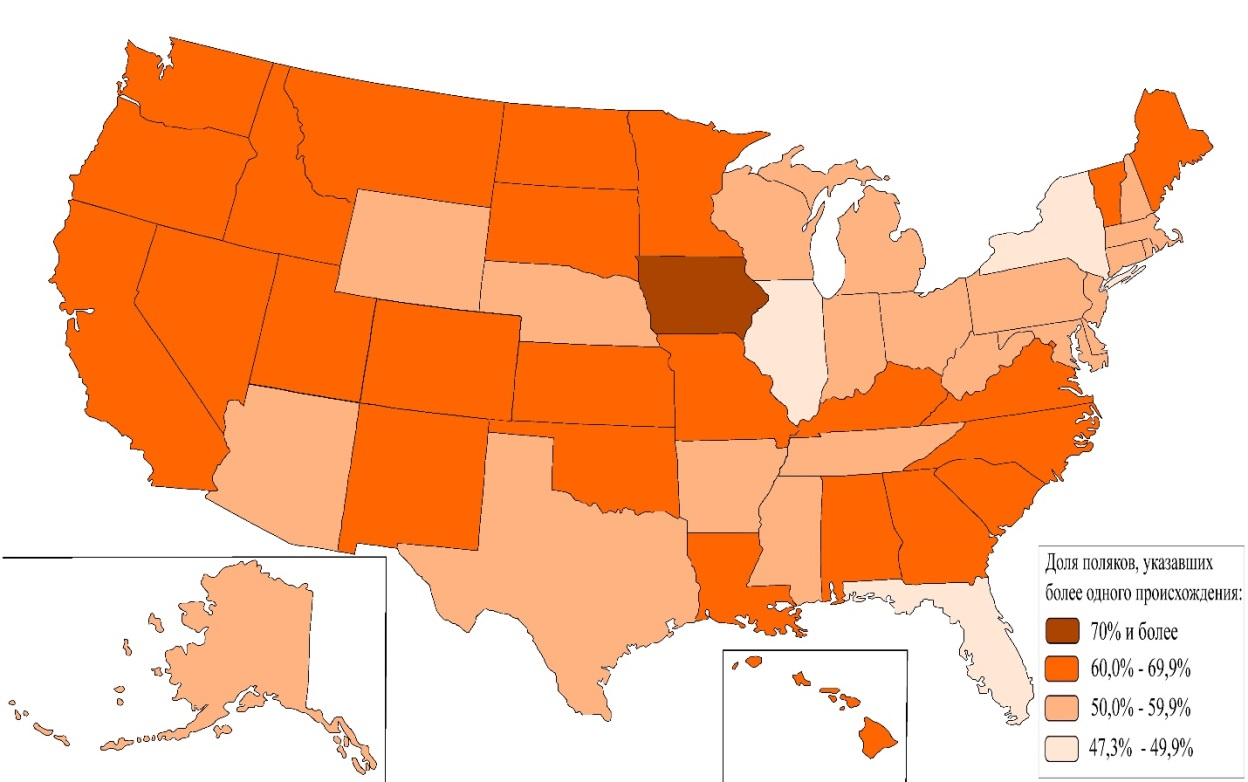 Доля поляков, указавших
более одного происхождения:
70% и более
60,0% - 69,9%
50,0% - 59,9%
47,3% - 49,9%